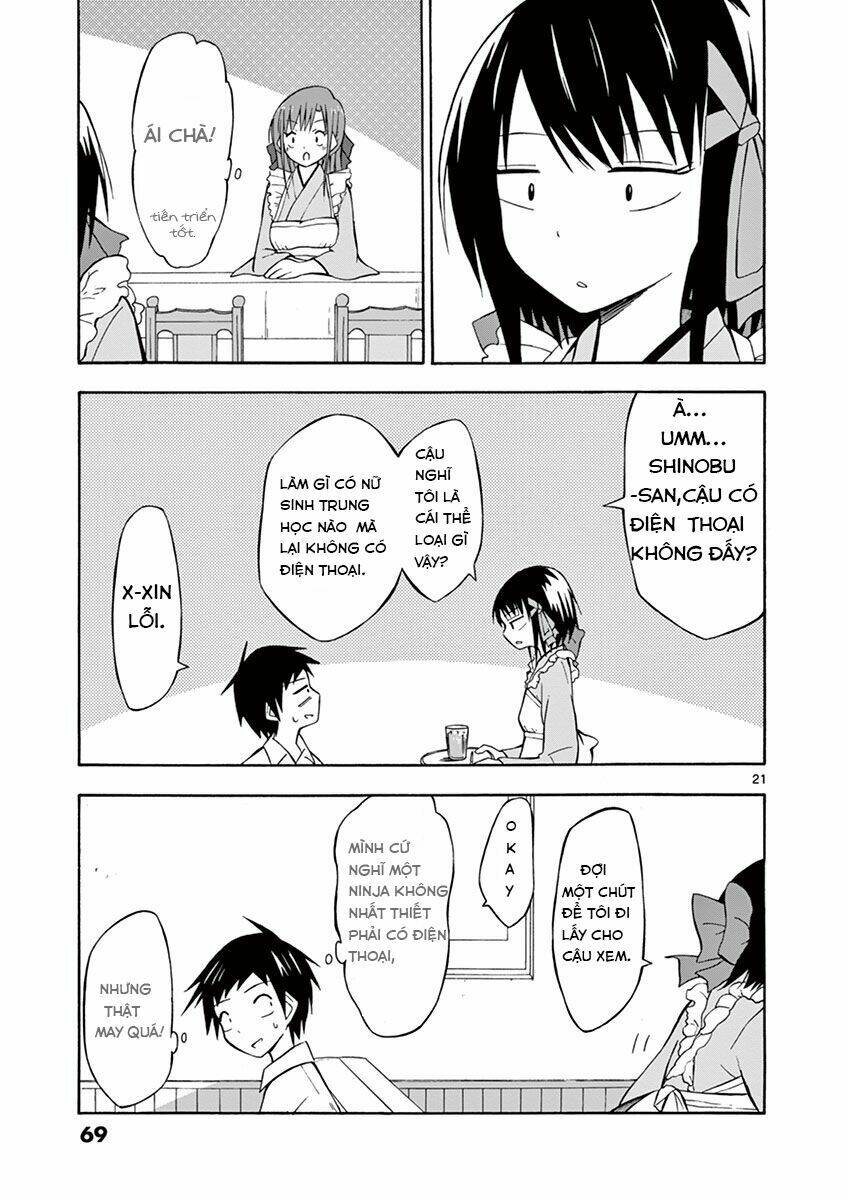 ÁI CHÀ!
tiến triển
tốt.
À...
UMM...
SHINOBU
-SAN,CẬU CÓ
ĐIỆN THOẠI
KHÔNG ĐẤY?
CẬU
NGHĨ
TÔI LÀ
CÁI THỂ
LOẠI GÌ
VẬY?
LÀM GÌ CÓ NỮ
SINH TRUNG
HỌC NÀO MÀ
LẠI KHÔNG CÓ
ĐIỆN THOẠI.
X-XIN
LỖI.
21
ĐỢI
MỘT CHÚT
ĐỂ TÔI ĐI
LẤY CHO
CẬU XEM.
O
K
A
Y
MÌNH CỨ
NGHĨ MỘT
NINJA KHÔNG
NHẤT THIẾT
PHẢI CÓ ĐIỆN
THOẠI,
NHƯNG
THẬT
MAY QUÁ!
69